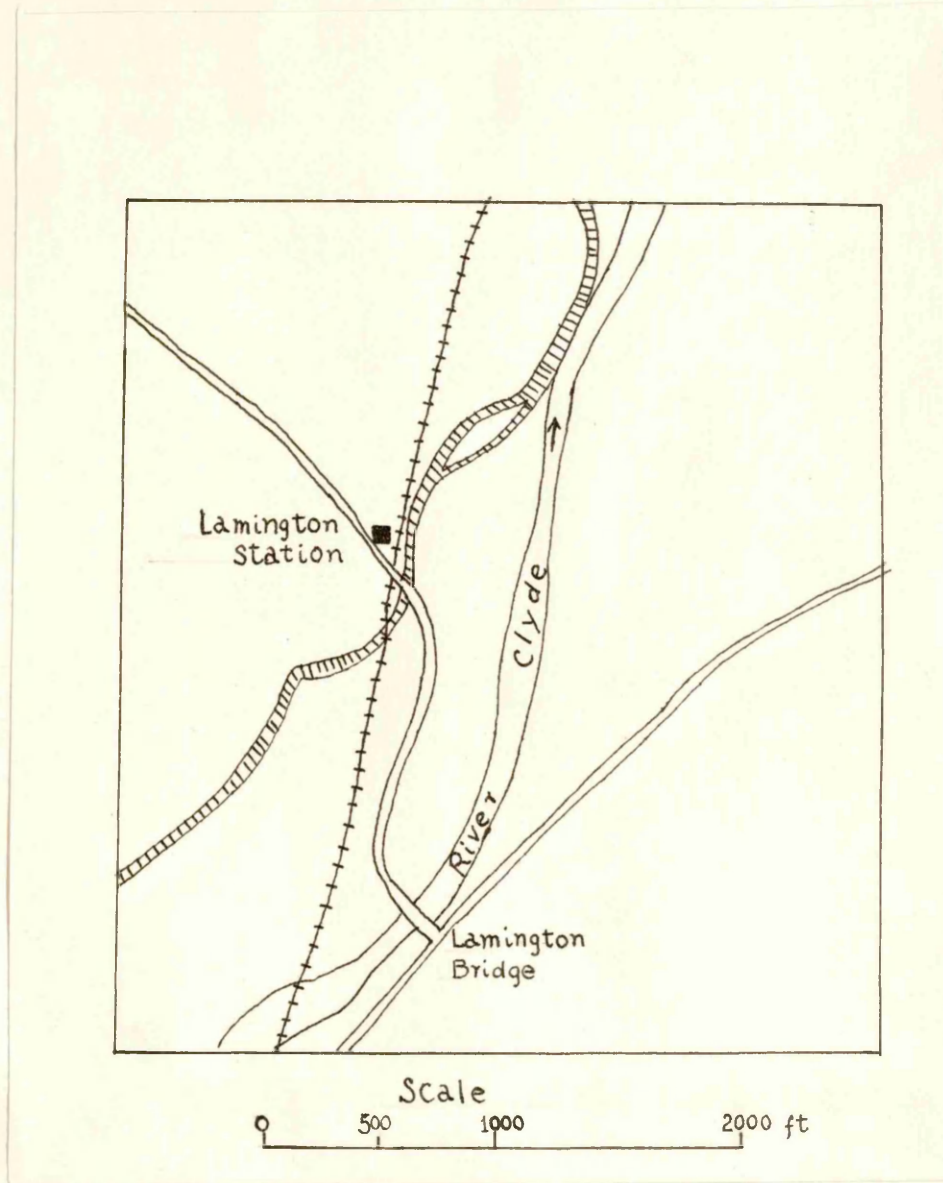 Lamington
Station
Clyde
River
Lamington
Bridge
Scale
0 500 1000 2000 ft